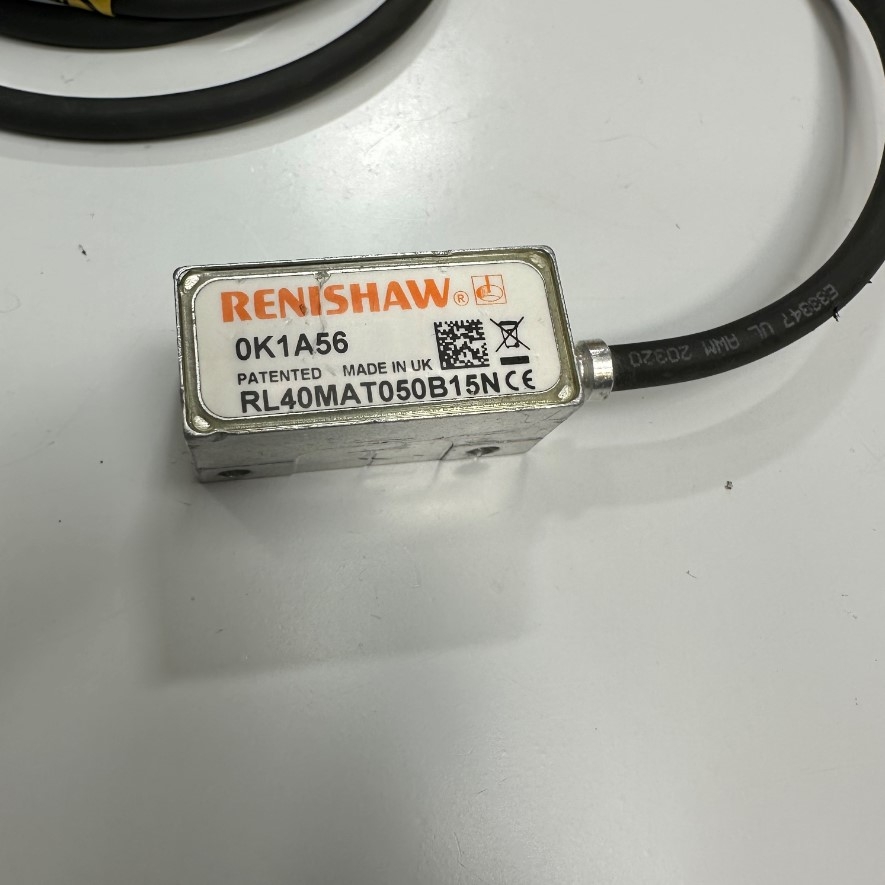 RENISHAW®
0K1A56
PATENTED MADE IN UK
RL40MAT050B15N CE
E33347 UL AWM 20320